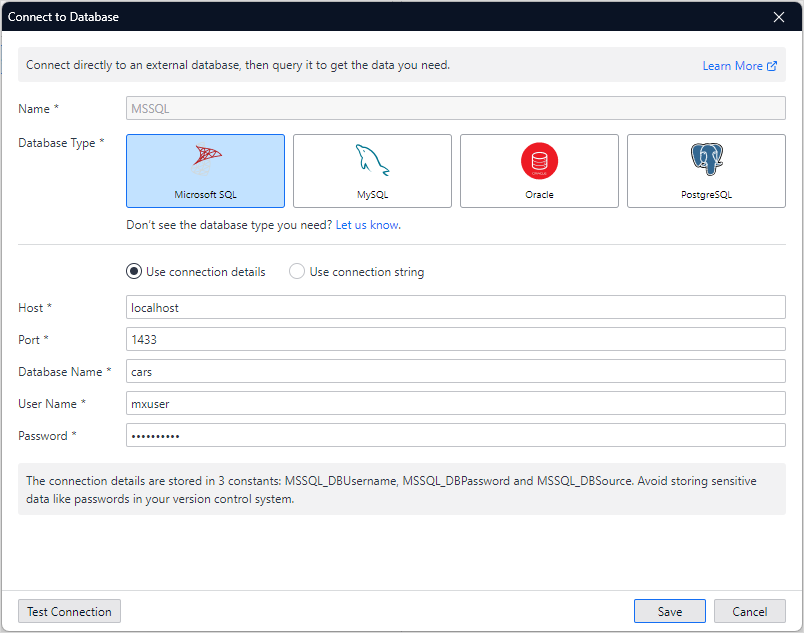 Connect to Database
Connect directly to an external database, then query it to get the data you need.
Learn More
Name *
MSSQL
Database Type *
Microsoft SQL
MySQL
ORACLE
Oracle
PostgreSQL
Don't see the database type you need? Let us know.
Use connection details
Use connection string
Host *
localhost
Port *
1433
Database Name *
cars
User Name *
mxuser
Password *
••••••••••
The connection details are stored in 3 constants: MSSQL_DBUsername, MSSQL_DBPassword and MSSQL_DBSource. Avoid storing sensitive
data like passwords in your version control system.
Test Connection
Save
Cancel